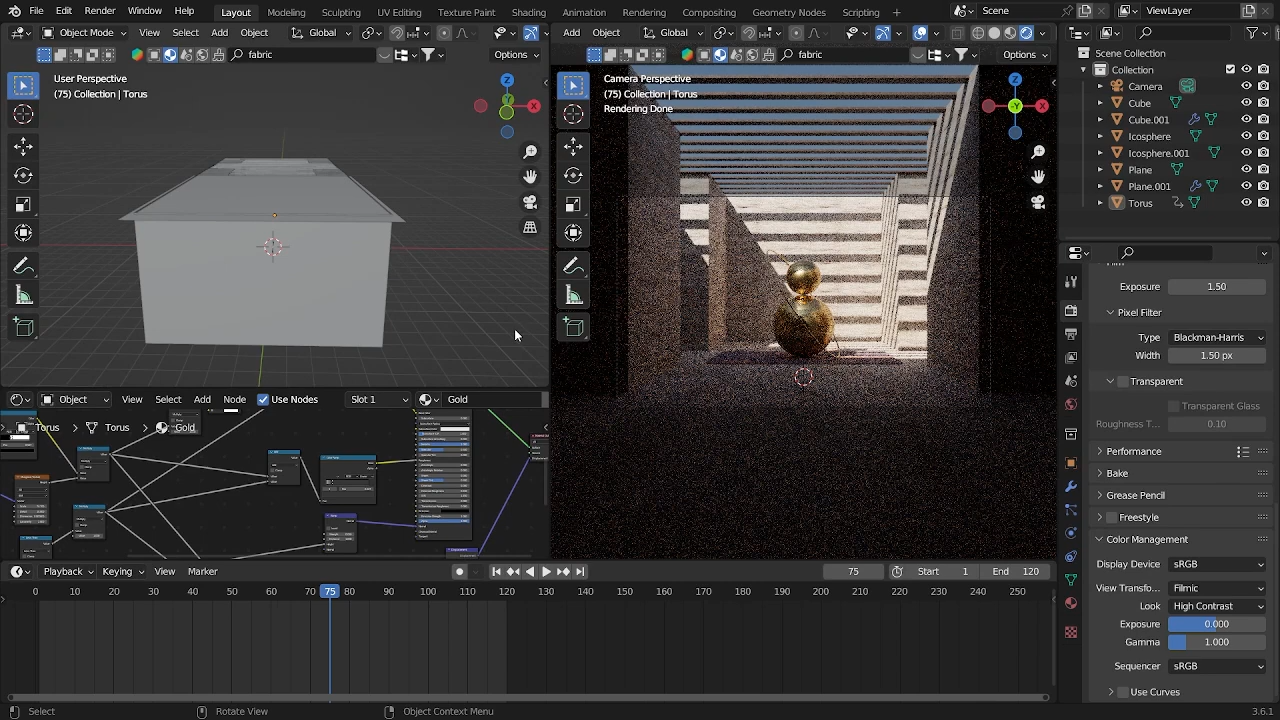 File Edit Render Window Help Layout Modeling Sculpting UV Editing Texture Paint Shading Animation Rendering Compositing Geometry Nodes Scripting + Scene ViewLayer
Object Mode View Select Add Object Global
fabric Options
User Perspective
(75) Collection | Torus
Z
Y
X
Add Object Global
fabric Options
Camera Perspective
(75) Collection | Torus
Rendering Done
Z
-Y
X
Scene Collection
Collection
Camera
Cube
Cube.001
Icosphere
Icosphere.001
Plane
Torus
Exposure 1.50
Pixel Filter
Type Blackman-Harris
Width 1.50 px
Transparent
Transparent Glass
Roughness T... 0.10
Bake
Grease Pencil
Freestyle
Color Management
Display Device sRGB
View Transfo... Filmic
Look High Contrast
Exposure 0.000
Gamma 1.000
Sequencer sRGB
Use Curves
Object View Select Add Node Use Nodes Slot 1 Gold
Torus Torus Gold
Playback Keying View Marker 75 Start 1 End 120
0 10 20 30 40 50 60 70 75 80 90 100 110 120 130 140 150 160 170 180 190 200 210 220 230 240 250
Select Rotate View Object Context Menu 3.6.1